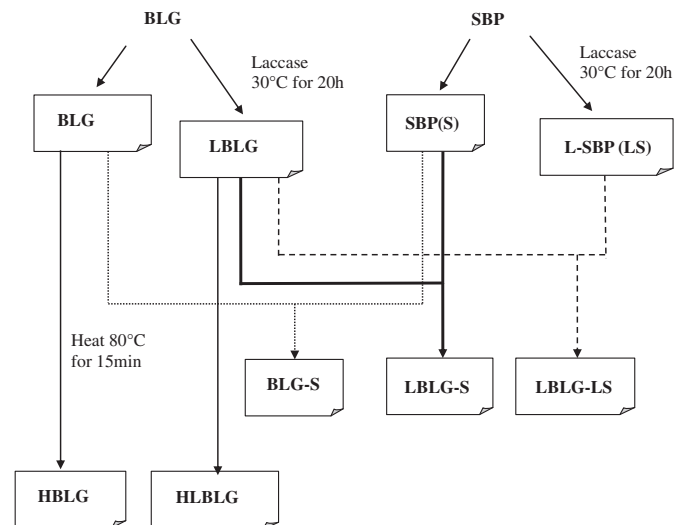 BLG
SBP
Laccase
30°C for 20h
Laccase
30°C for 20h
BLG
LBLG
SBP(S)
L-SBP (LS)
Heat 80°C
for 15min
BLG-S
LBLG-S
LBLG-LS
HBLG
HLBLG